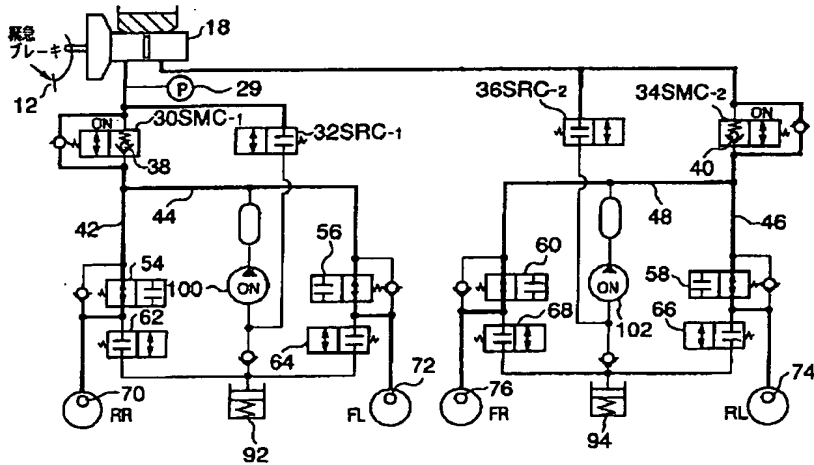 緊急
ブレーキ
12
18
P
29
ON
30SMC-1
38
32SRC-1
36SRC-2
34SMC-2
ON
40
42
44
48
46
54
56
60
58
100
ON
ON
102
62
64
68
66
70
RR
72
FL
76
FR
74
RL
92
94